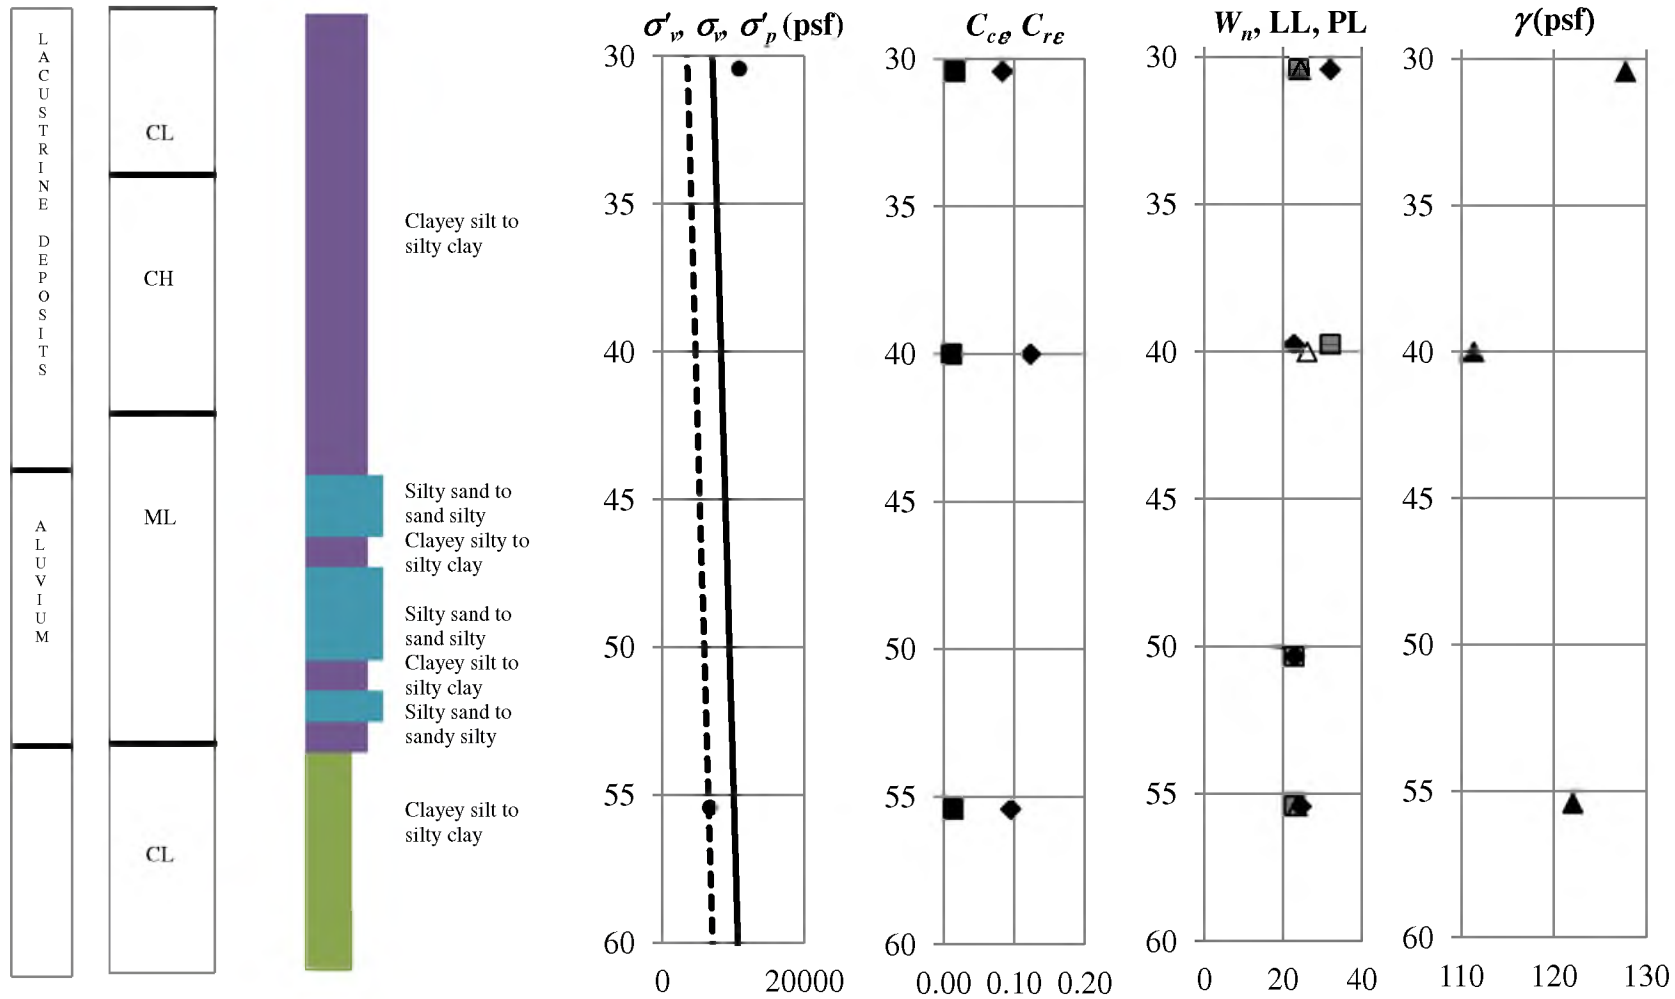 LACUSTRINE DEPOSITS
ALUVIUM
CL
CH
ML
CL
Clayey silt to
silty clay
Silty sand to
sand silty
Clayey silty to
silty clay
Silty sand to
sand silty
Clayey silt to
silty clay
Silty sand to
sandy silty
Clayey silt to
silty clay
σ'v, σv, σ'p (psf)
30
35
40
45
50
55
60
0 20000
Ccε, Crε
30
35
40
45
50
55
60
0.00 0.10 0.20
Wn, LL, PL
30
35
40
45
50
55
60
0 20 40
γ(psf)
30
35
40
45
50
55
60
110 120 130